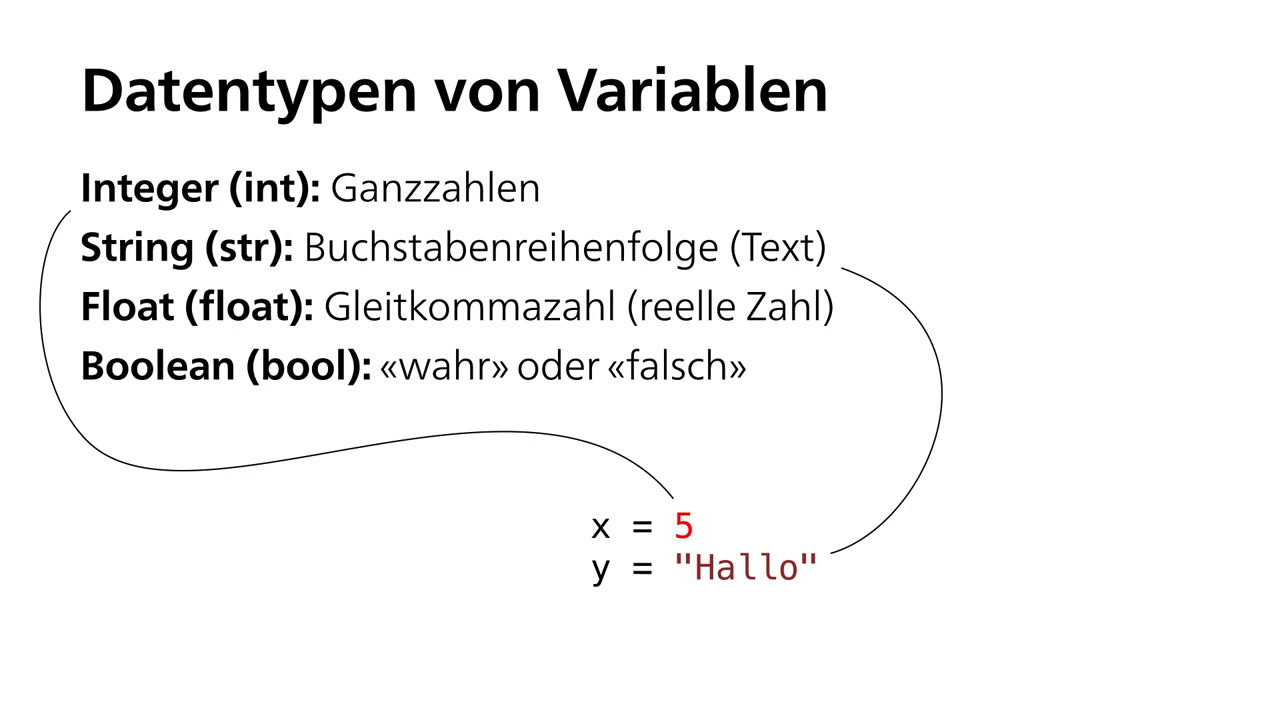 Datentypen von Variablen
Integer (int): Ganzzahlen
String (str): Buchstabenreihenfolge (Text)
Float (float): Gleitkommazahl (reelle Zahl)
Boolean (bool): «wahr» oder «falsch»
x = 5
y = "Hallo"